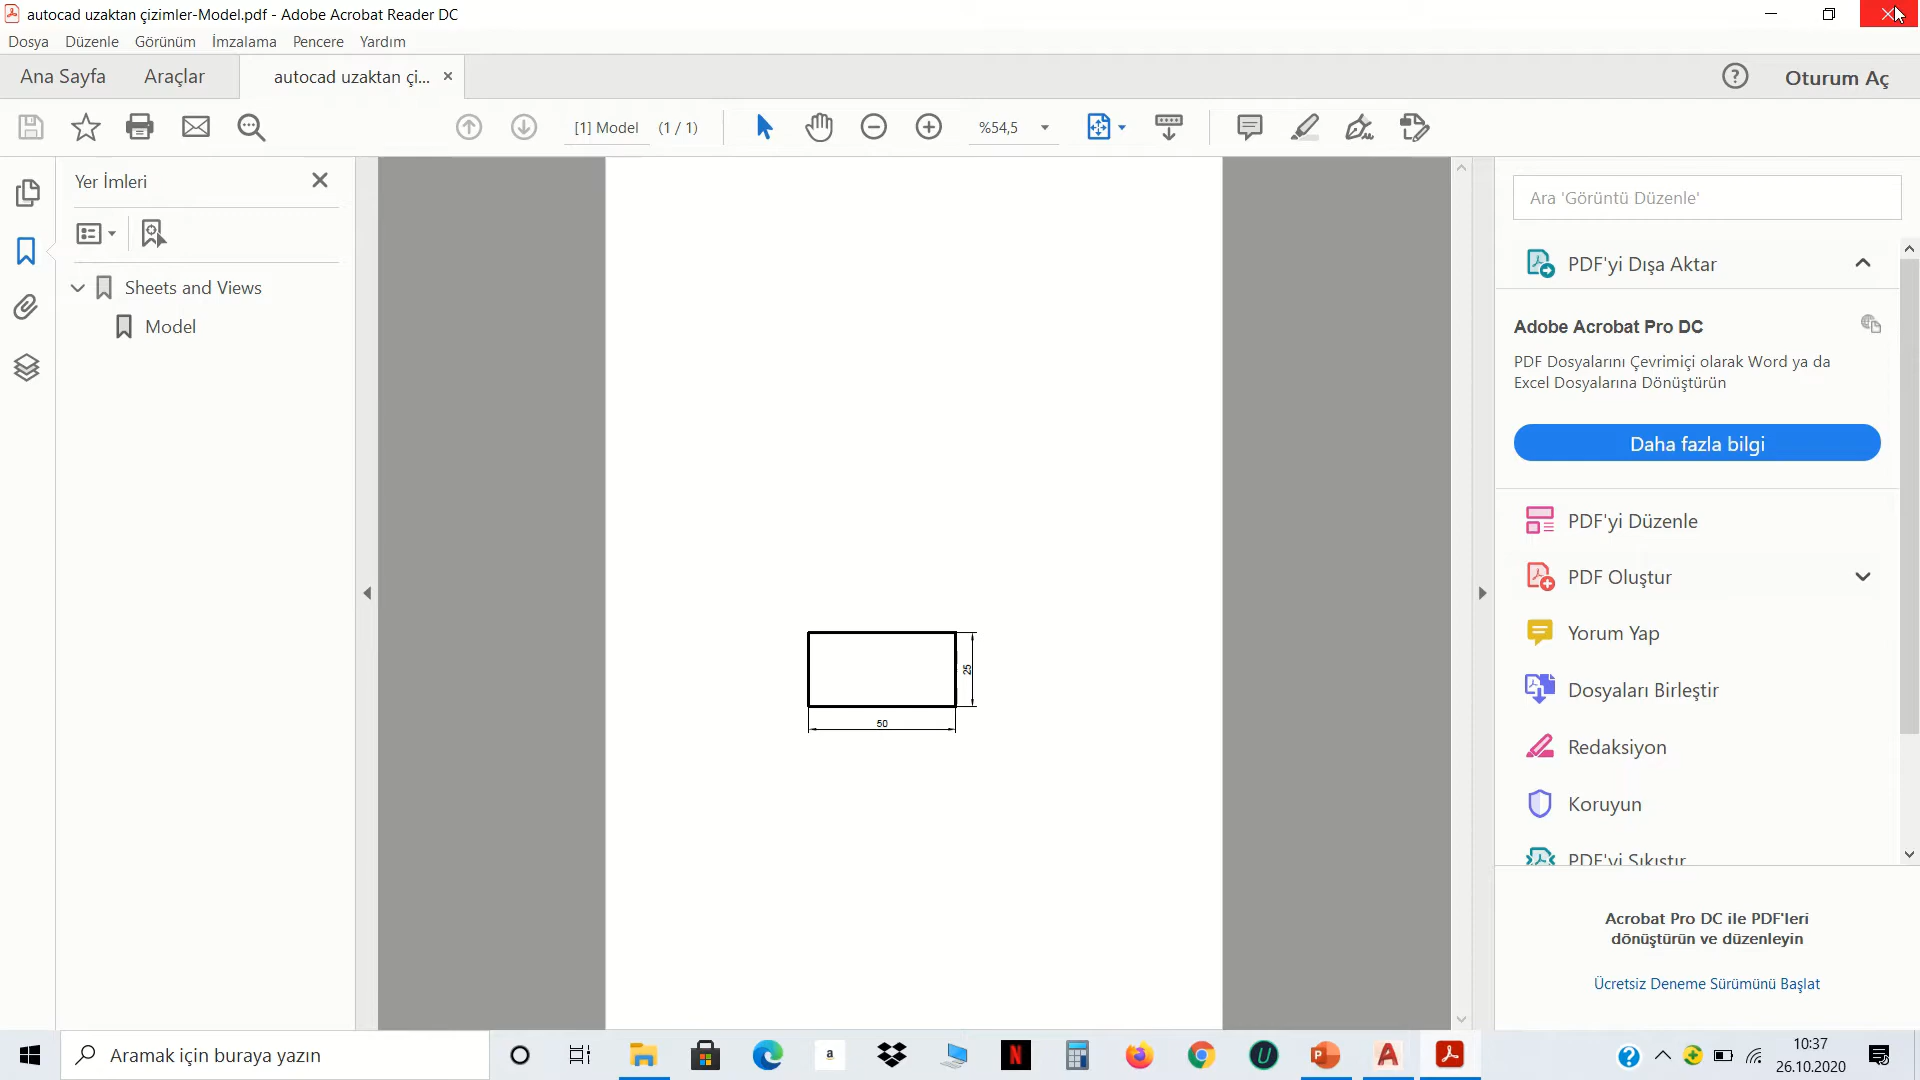 autocad uzaktan çizimler-Model.pdf - Adobe Acrobat Reader DC
Dosya Düzenle Görünüm İmzalama Pencere Yardım
Ana Sayfa Araçlar autocad uzaktan çi... Oturum Aç
[1] Model (1 / 1) %54,5
Yer İmleri
Sheets and Views
Model
25
50
Ara 'Görüntü Düzenle'
PDF'yi Dışa Aktar
Adobe Acrobat Pro DC
PDF Dosyalarını Çevrimiçi olarak Word ya da
Excel Dosyalarına Dönüştürün
Daha fazla bilgi
PDF'yi Düzenle
PDF Oluştur
Yorum Yap
Dosyaları Birleştir
Redaksiyon
Koruyun
PDF'yi Sıkıştır
Acrobat Pro DC ile PDF'leri
dönüştürün ve düzenleyin
Ücretsiz Deneme Sürümünü Başlat
Aramak için buraya yazın
10:37
26.10.2020